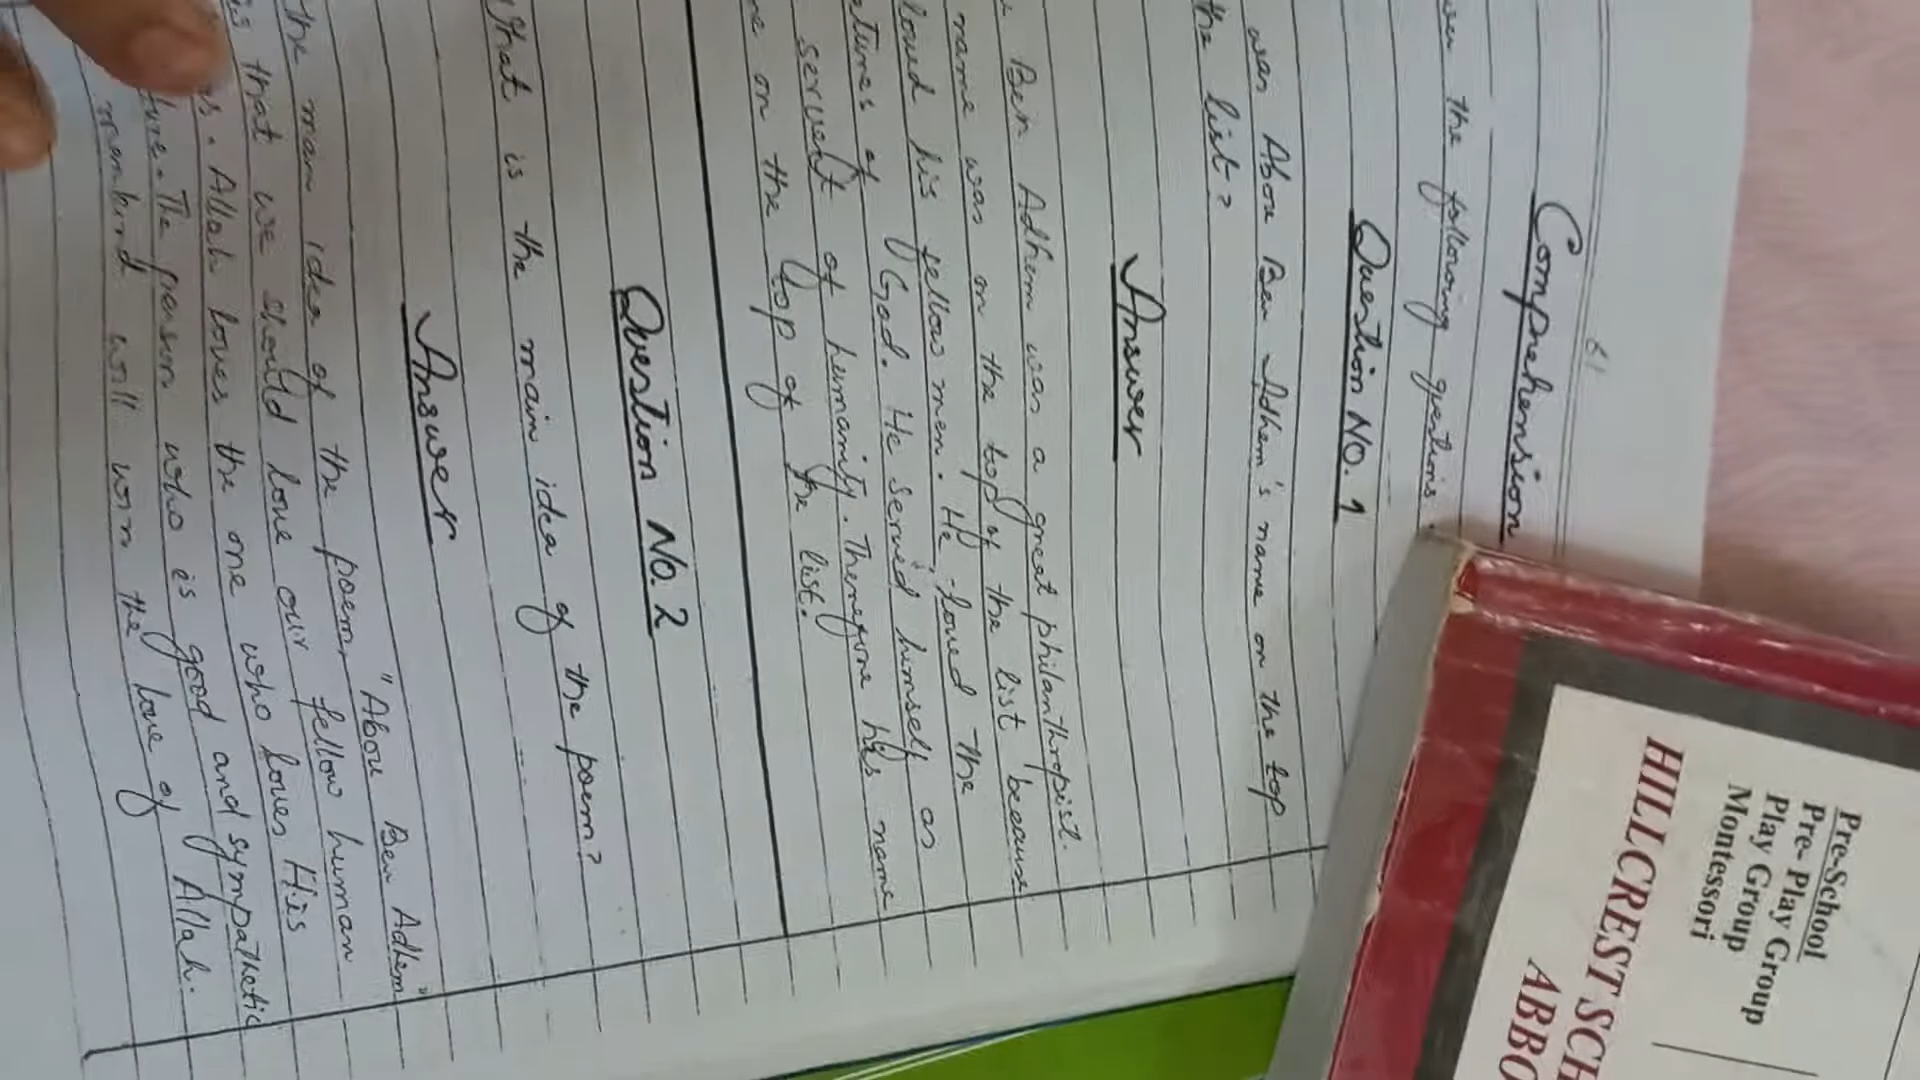 61
Comprehension
the following questions.
Question No. 1
was Abou Ben Adhem's name on the top
the list?
Answer
Ben Adhem was a great philanthropist.
name was on the top of the list because
loved his fellow men. He loved the
of God. He served himself as
servent of humanity. Therefore his name
on the top of the list.
Question No. 2
What is the main idea of the poem?
Answer
the main idea of the poem "Abou Ben Adhem"
is that we should love our fellow human
Allah loves the one who loves His
The person who is good and sympathetic
mankind will won the love of Allah.
Pre-School
Pre- Play Group
Play Group
Montessori
HILLCREST SCH
ABBO